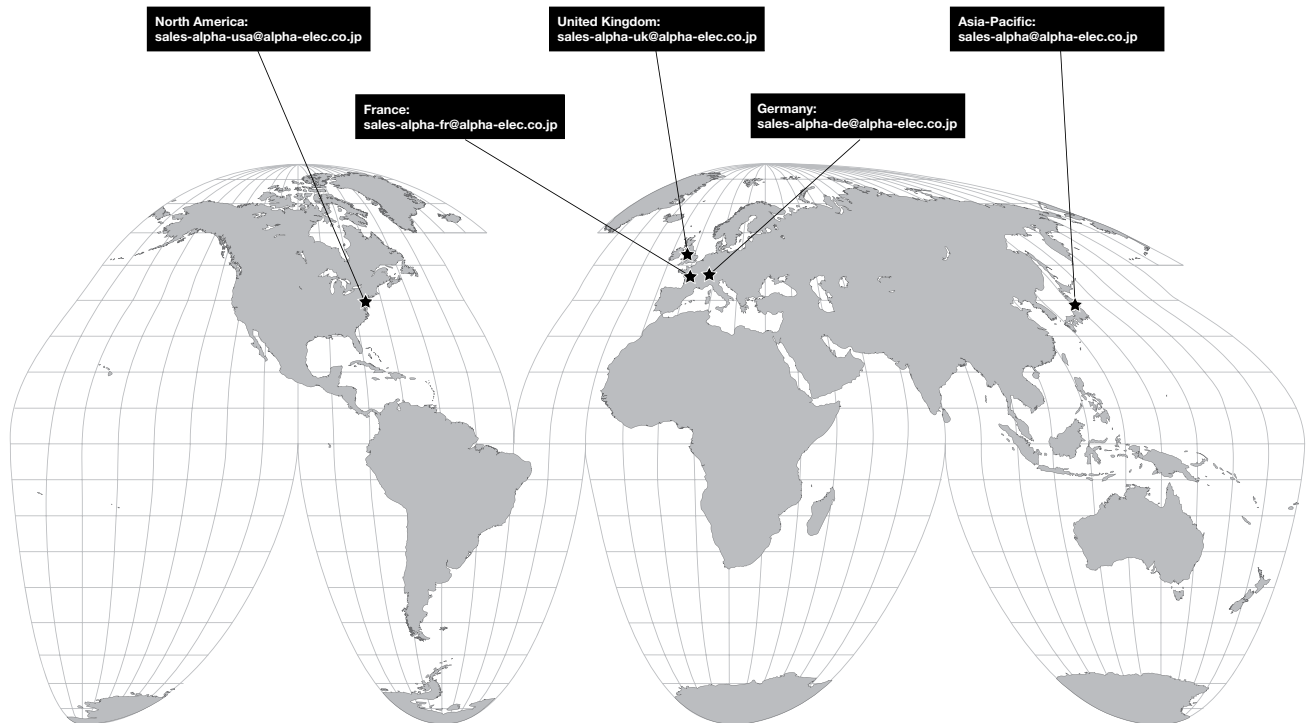 North America:
sales-alpha-usa@alpha-elec.co.jp
United Kingdom:
sales-alpha-uk@alpha-elec.co.jp
Asia-Pacific:
sales-alpha@alpha-elec.co.jp
France:
sales-alpha-fr@alpha-elec.co.jp
Germany:
sales-alpha-de@alpha-elec.co.jp